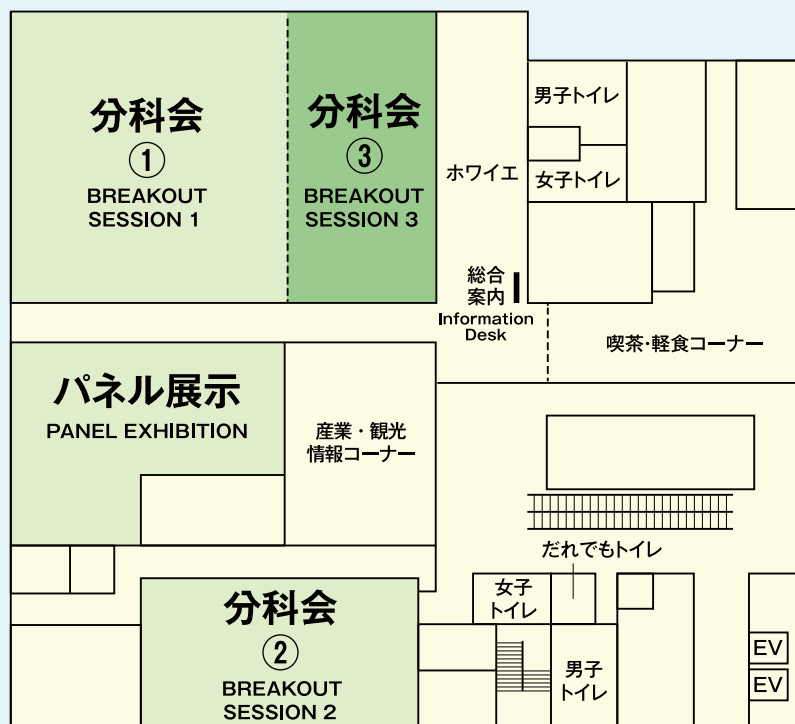 分科会
①
BREAKOUT
SESSION 1
分科会
③
BREAKOUT
SESSION 3
ホワイエ
男子トイレ
女子トイレ
総合
案内
Information
Desk
喫茶・軽食コーナー
パネル展示
PANEL EXHIBITION
産業・観光
情報コーナー
だれでもトイレ
女子
トイレ
分科会
②
BREAKOUT
SESSION 2
男子
トイレ
EV
EV